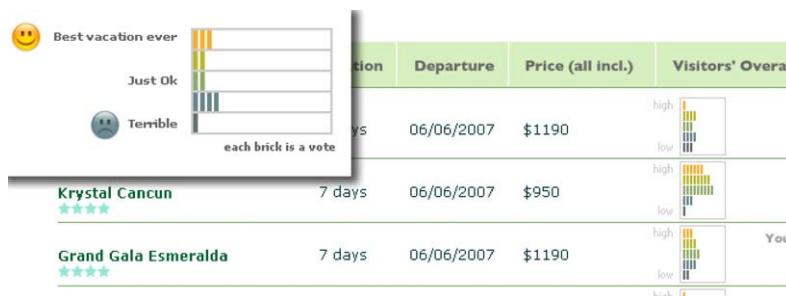 Best vacation ever
Just Ok
Terrible
each brick is a vote
tion Departure Price (all incl.) Visitors' Overa
ys 06/06/2007 $1190 high low
Krystal Cancun 7 days 06/06/2007 $950 high low
Grand Gala Esmeralda 7 days 06/06/2007 $1190 high low You
high